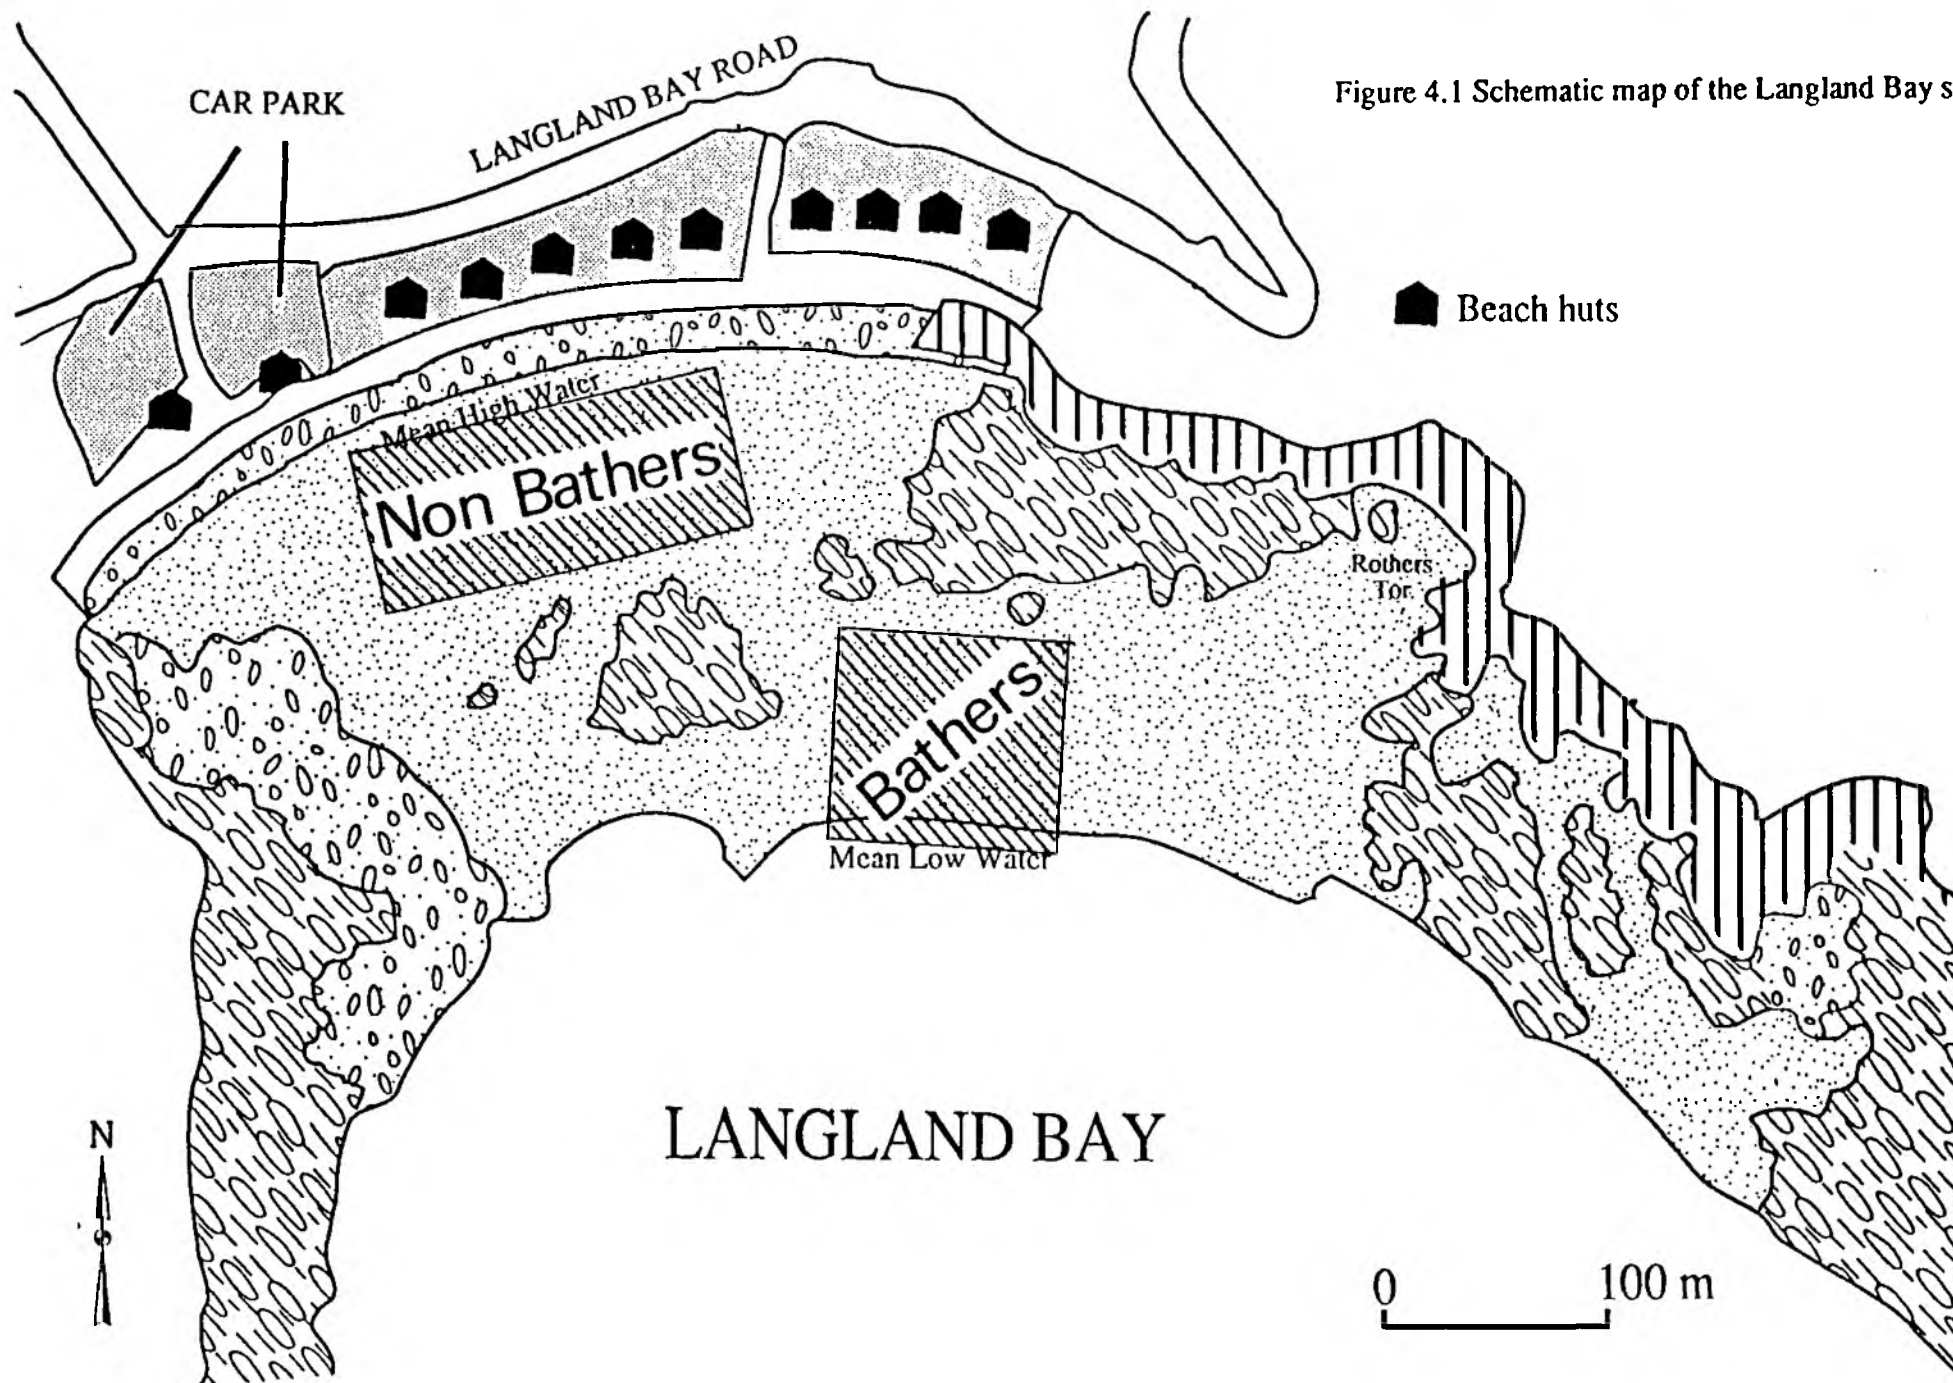 Figure 4.1 Schematic map of the Langland Bay s
CAR PARK
LANGLAND BAY ROAD
Beach huts
Mean High Water
Non Bathers
Rothers
Tor
Bathers
Mean Low Water
LANGLAND BAY
N
S
0 100 m